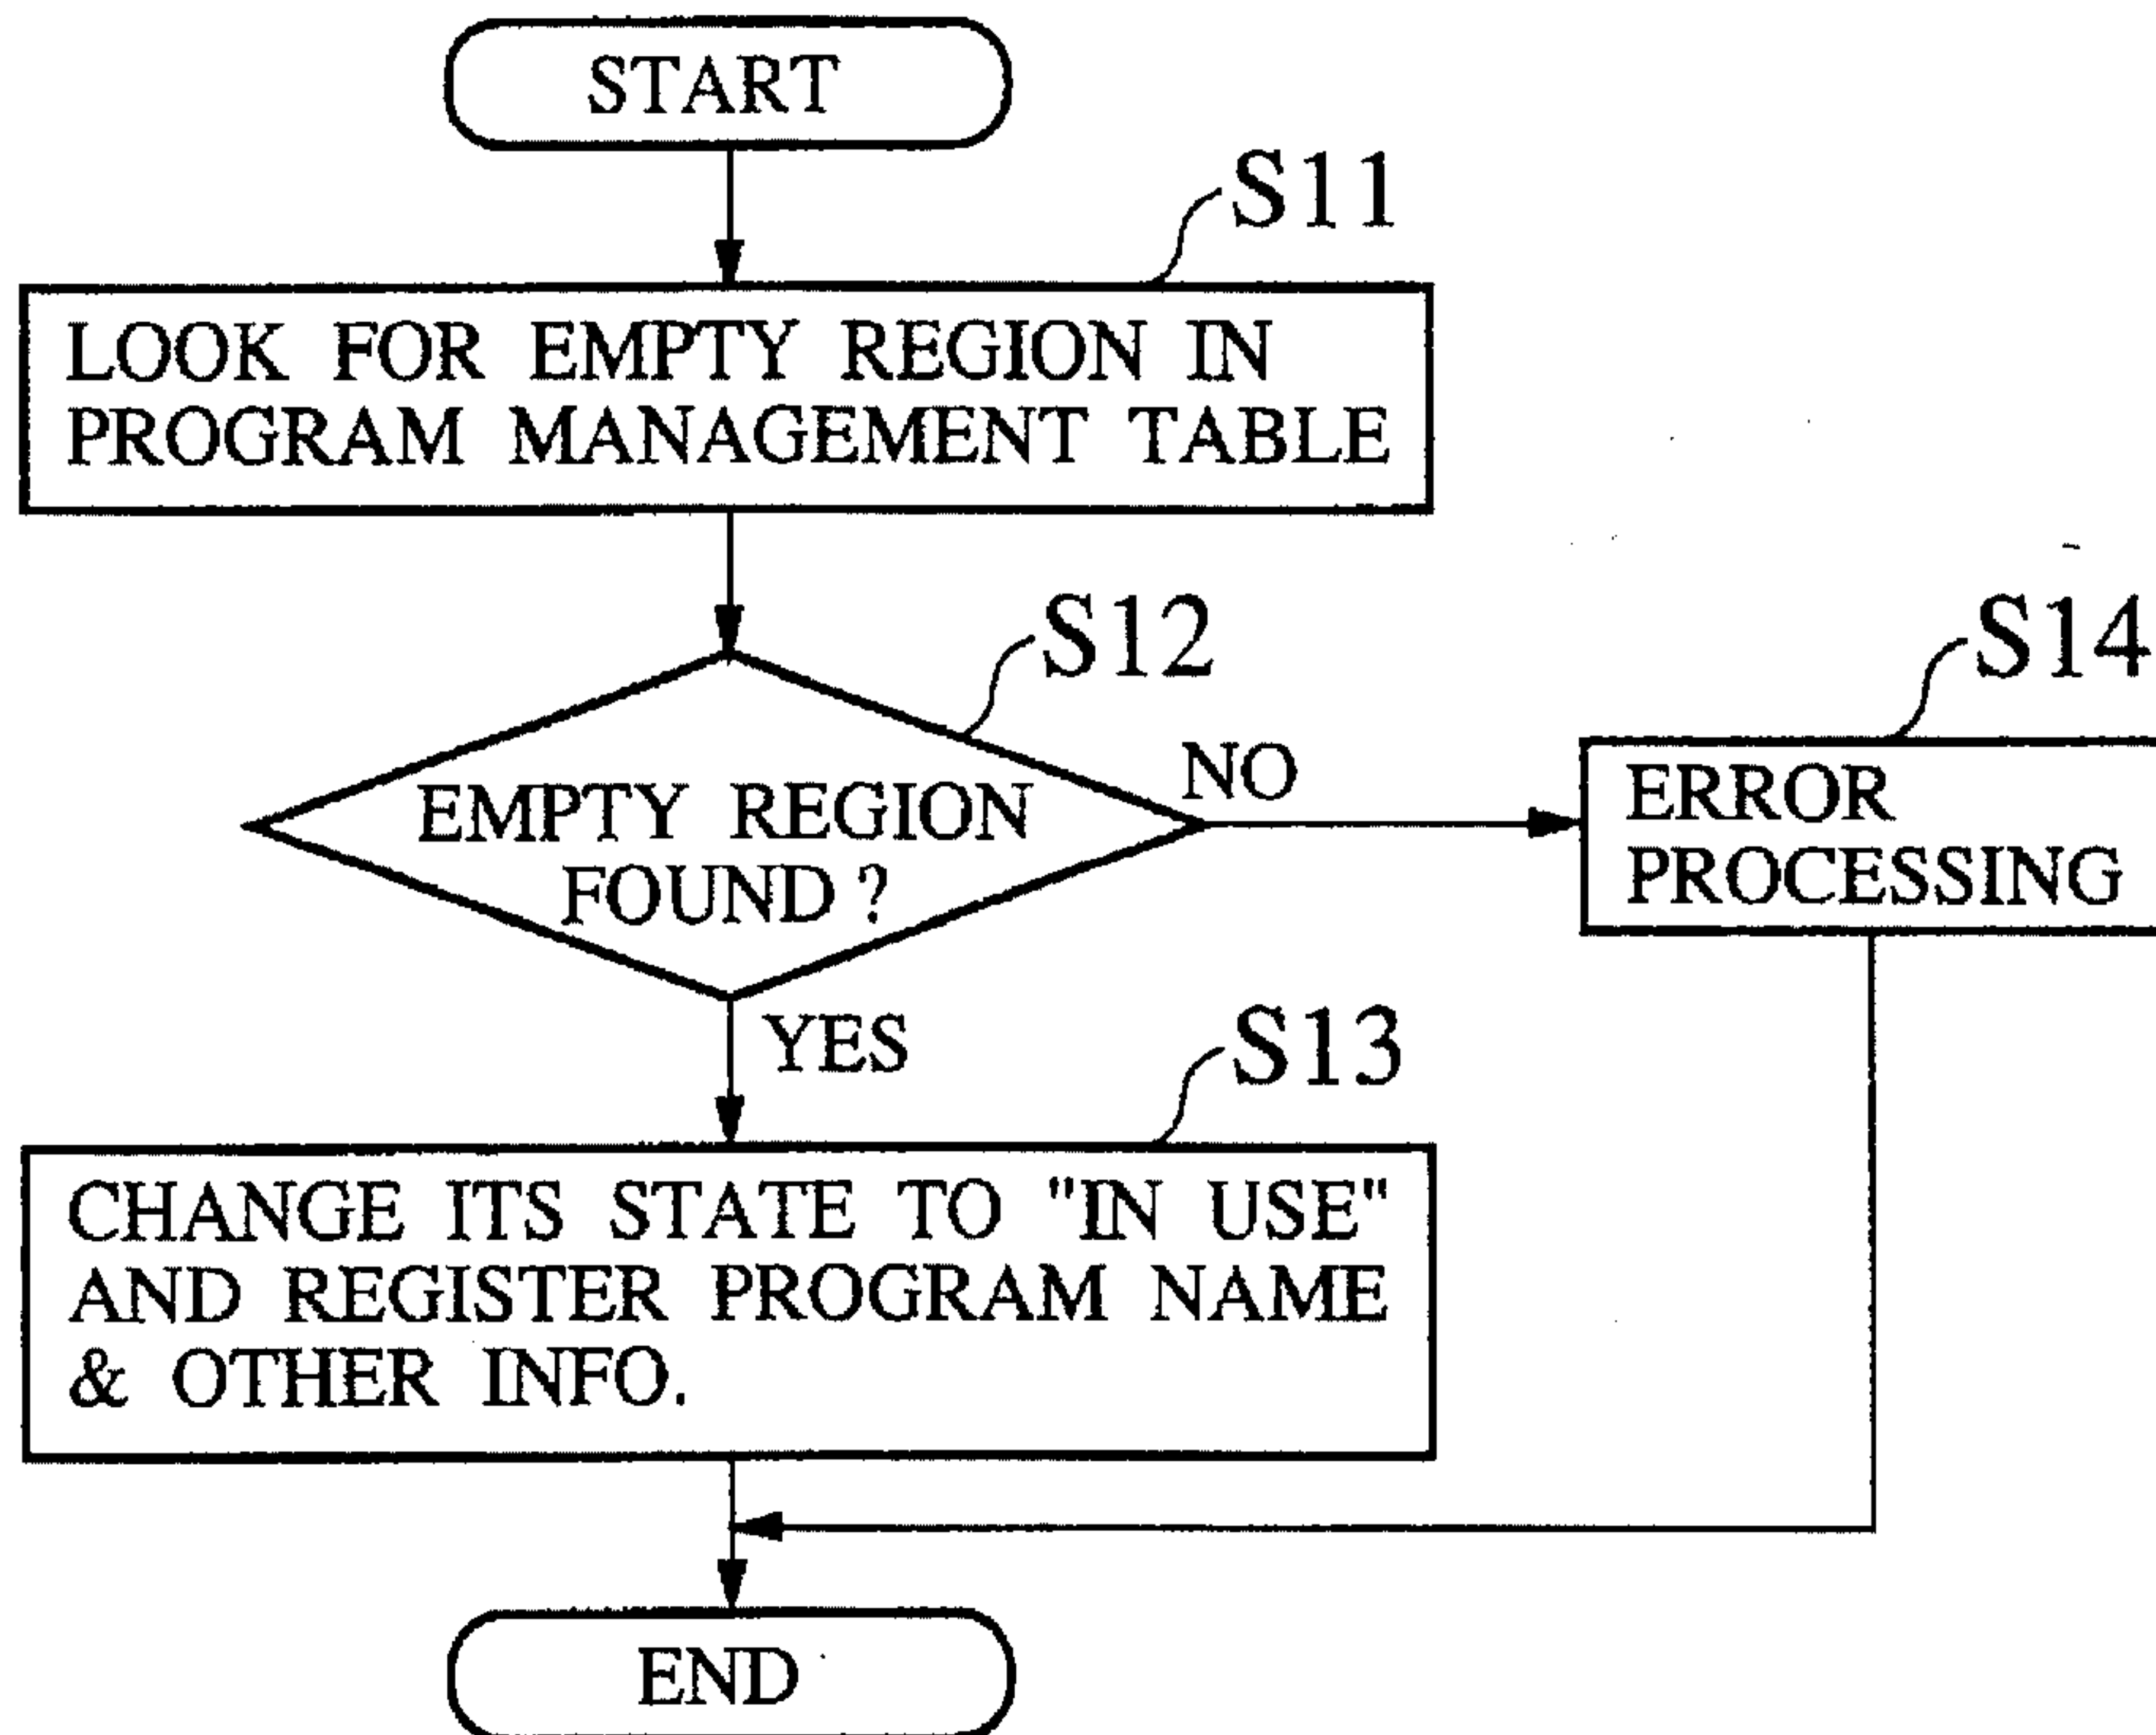 START
S11
LOOK FOR EMPTY REGION IN
PROGRAM MANAGEMENT TABLE
S12
S14
NO
EMPTY REGION
FOUND ?
ERROR
PROCESSING
YES
S13
CHANGE ITS STATE TO "IN USE"
AND REGISTER PROGRAM NAME
& OTHER INFO.
END